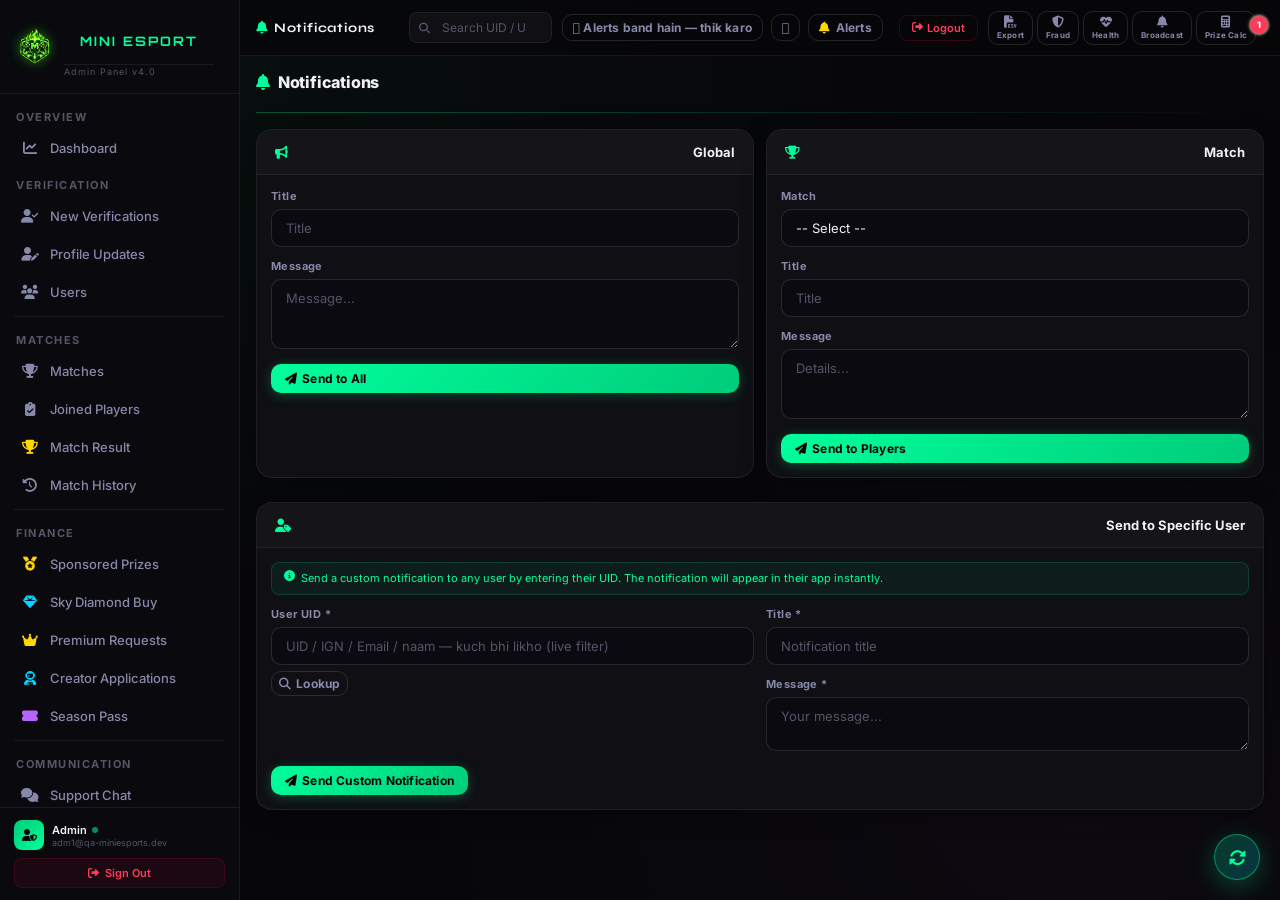 MINI ESPORT
Admin Panel v4.0
OVERVIEW
Dashboard
VERIFICATION
New Verifications
Profile Updates
Users
MATCHES
Matches
Joined Players
Match Result
Match History
FINANCE
Sponsored Prizes
Sky Diamond Buy
Premium Requests
Creator Applications
Season Pass
COMMUNICATION
Support Chat
Admin
adm1@qa-miniesports.dev
Sign Out
Notifications
Search UID / U
Alerts band hain — thik karo
Alerts
Logout
Export
Fraud
Health
Broadcast
Prize Calc
1
Notifications
Global
Title
Title
Message
Message...
Send to All
Match
Match
-- Select --
Title
Title
Message
Details...
Send to Players
Send to Specific User
Send a custom notification to any user by entering their UID. The notification will appear in their app instantly.
User UID *
UID / IGN / Email / naam — kuch bhi likho (live filter)
Lookup
Title *
Notification title
Message *
Your message...
Send Custom Notification